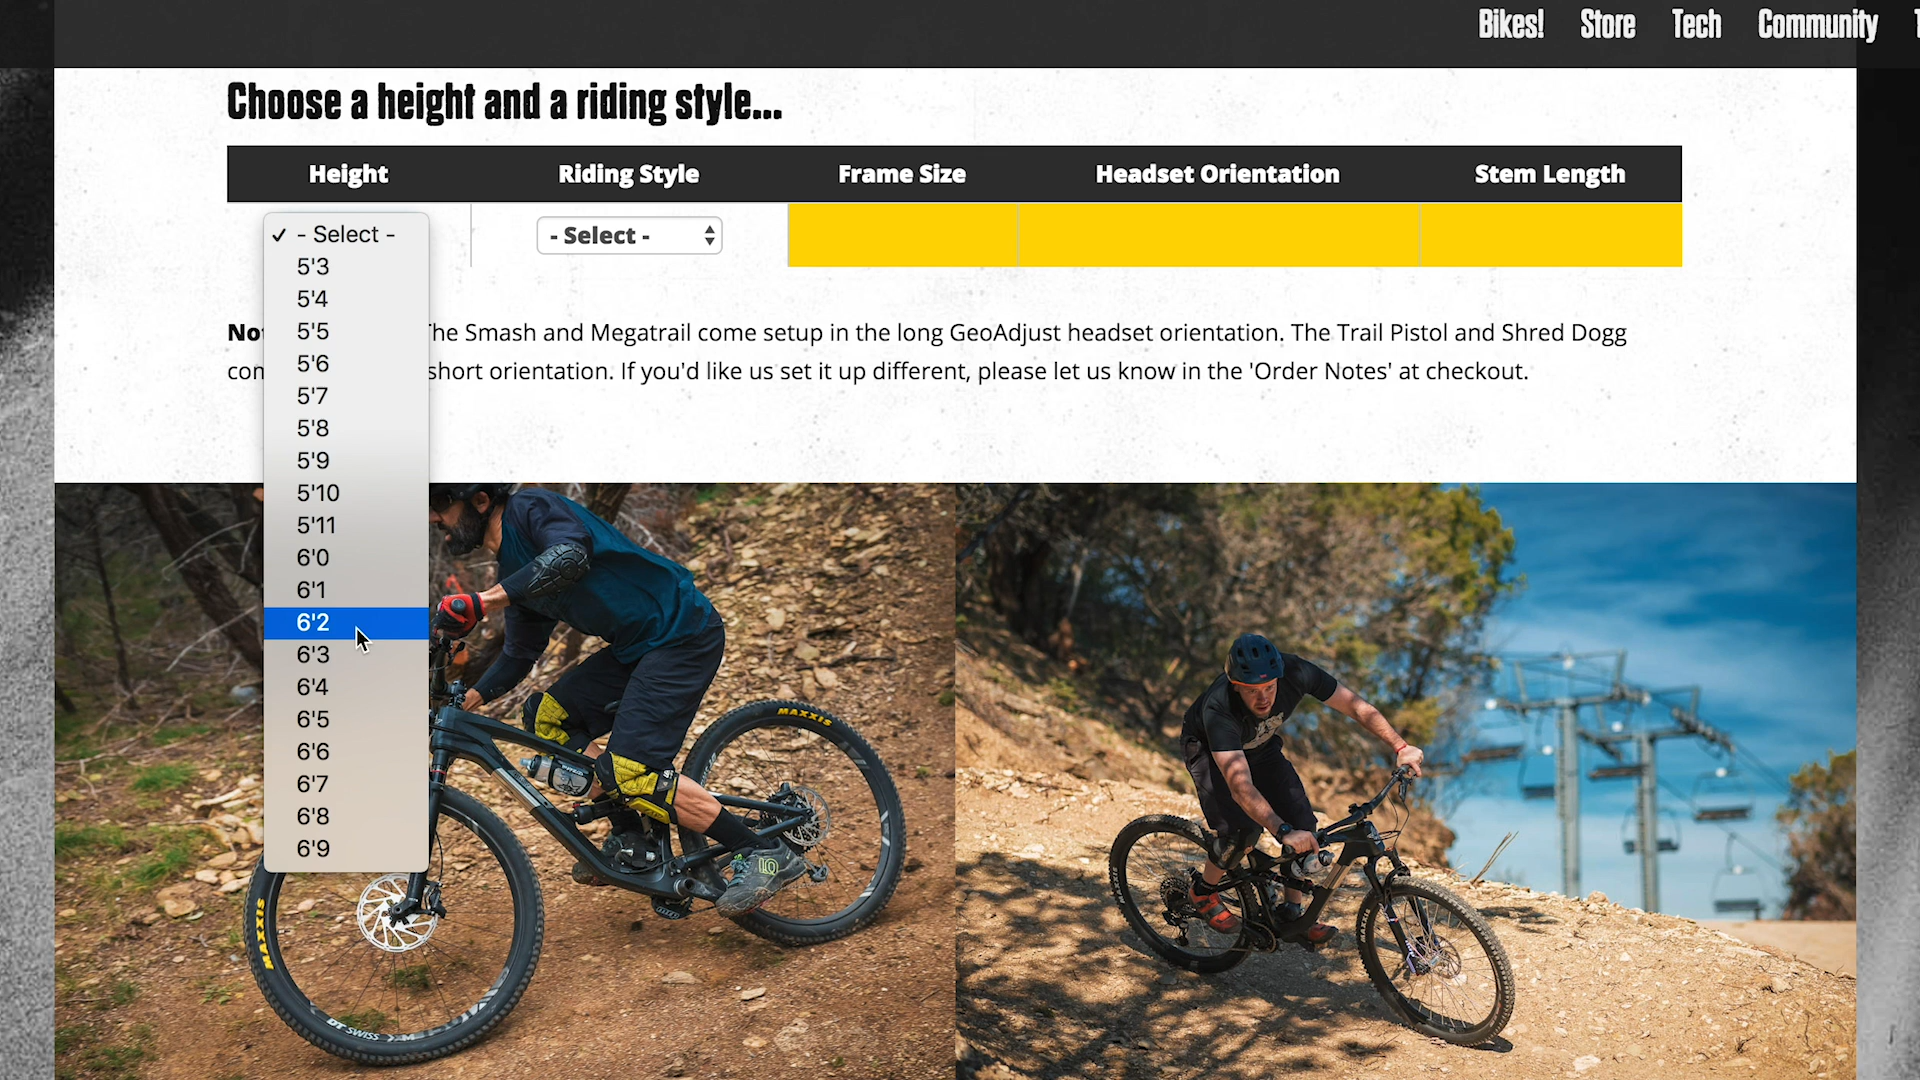 Bikes! Store Tech Community
Choose a height and a riding style...
Height Riding Style Frame Size Headset Orientation Stem Length
✓ - Select -
- Select -
5'3
5'4
5'5
5'6
5'7
5'8
5'9
5'10
5'11
6'0
6'1
6'2
6'3
6'4
6'5
6'6
6'7
6'8
6'9
The Smash and Megatrail come setup in the long GeoAdjust headset orientation. The Trail Pistol and Shred Dogg
short orientation. If you'd like us set it up different, please let us know in the 'Order Notes' at checkout.
MAXXIS
MAXXIS
DT SWISS
MAXXIS